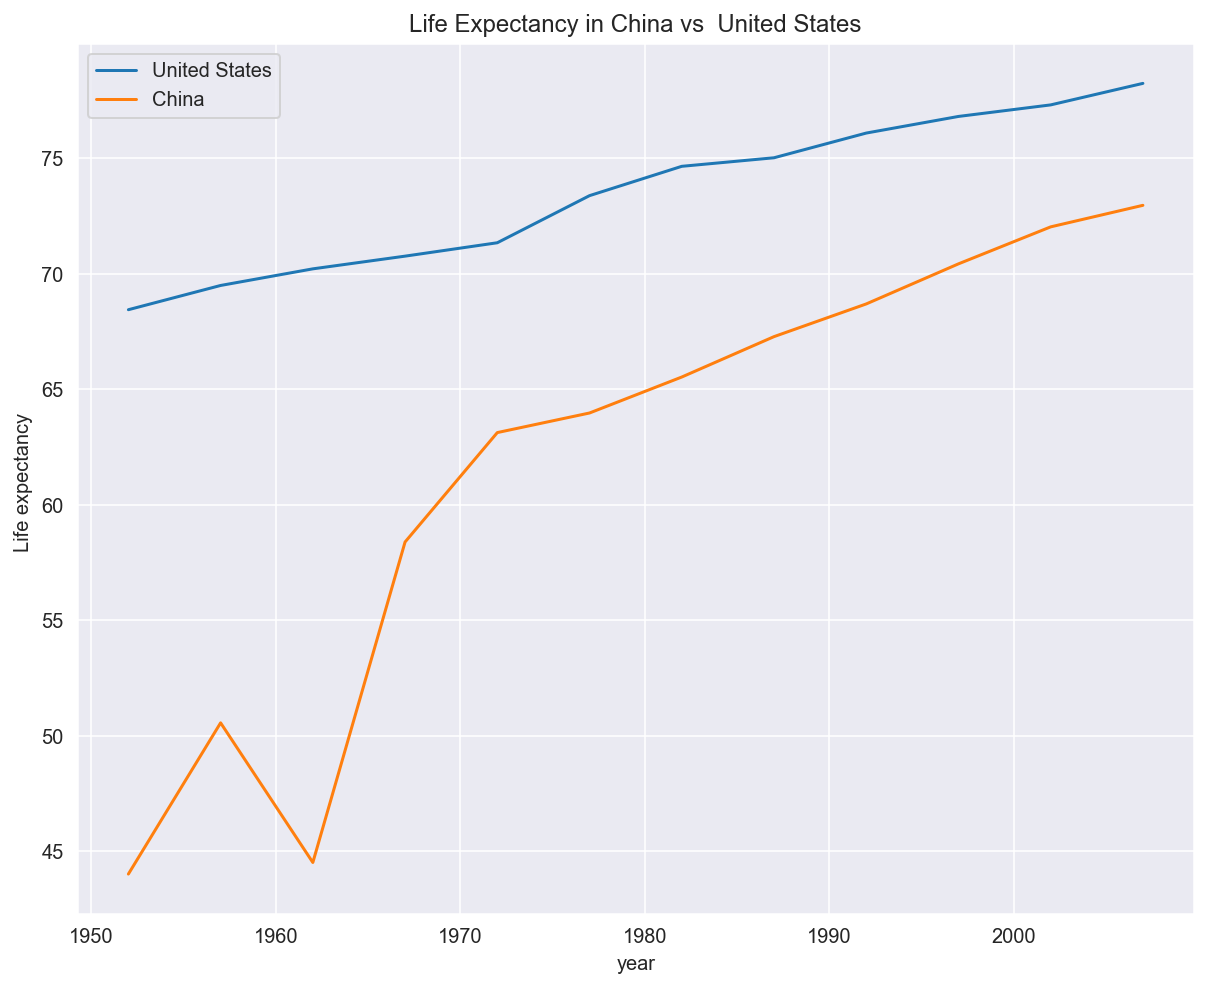 Life Expectancy in China vs  United States
United States
China
75
70
65
60
55
50
45
Life expectancy
1950 1960 1970 1980 1990 2000
year